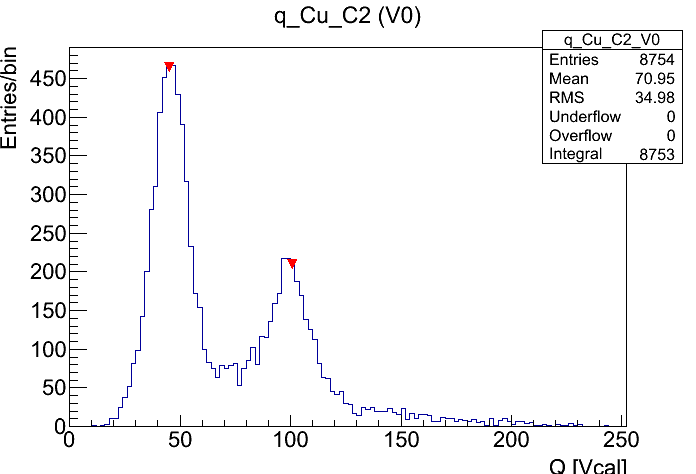 q_Cu_C2 (V0)
q_Cu_C2_V0
Entries 8754
Mean 70.95
RMS 34.98
Underflow 0
Overflow 0
Integral 8753
Entries/bin
450
400
350
300
250
200
150
100
50
0
0 50 100 150 200 250
Q [Vcal]